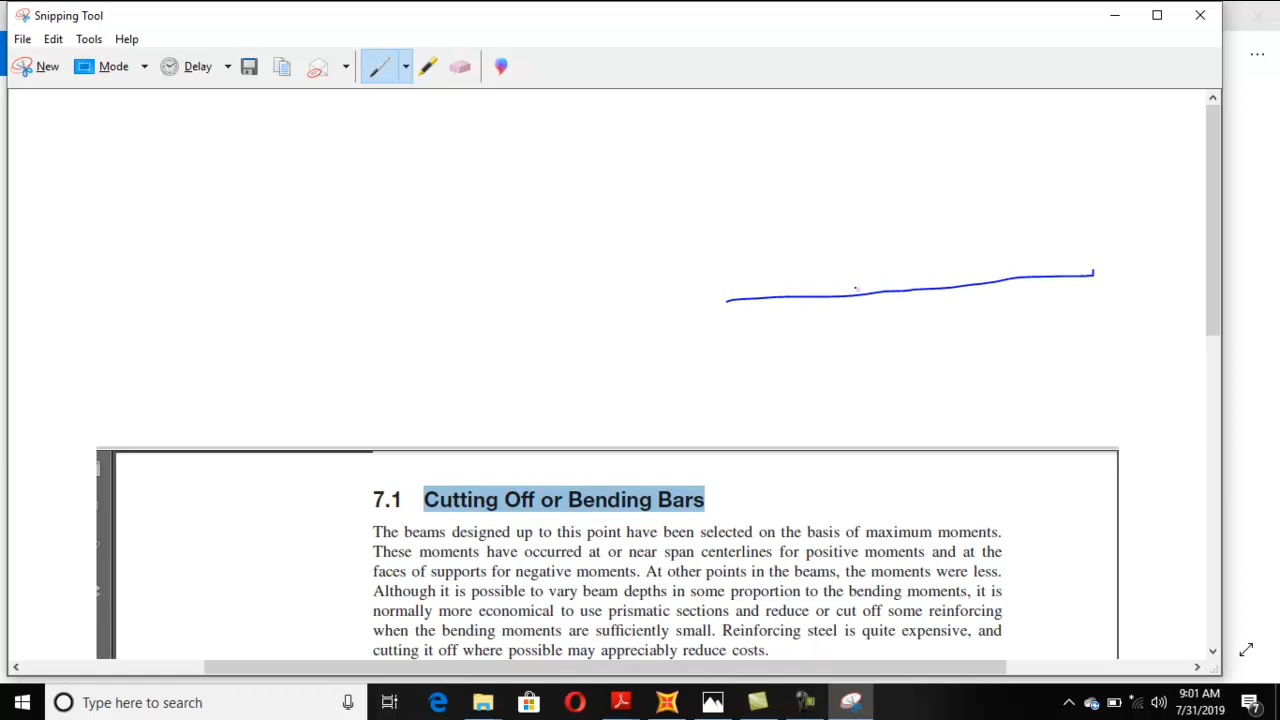 Snipping Tool
File Edit Tools Help
New Mode Delay
7.1 Cutting Off or Bending Bars
The beams designed up to this point have been selected on the basis of maximum moments.
These moments have occurred at or near span centerlines for positive moments and at the
faces of supports for negative moments. At other points in the beams, the moments were less.
Although it is possible to vary beam depths in some proportion to the bending moments, it is
normally more economical to use prismatic sections and reduce or cut off some reinforcing
when the bending moments are sufficiently small. Reinforcing steel is quite expensive, and
cutting it off where possible may appreciably reduce costs.
Type here to search
9:01 AM
7/31/2019
7